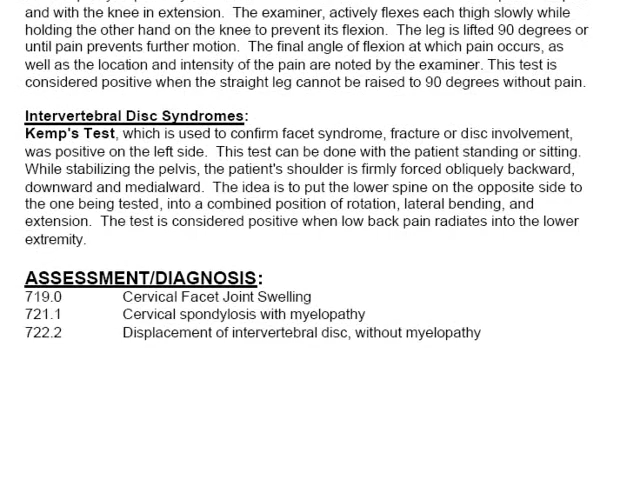 and with the knee in extension. The examiner, actively flexes each thigh slowly while
holding the other hand on the knee to prevent its flexion. The leg is lifted 90 degrees or
until pain prevents further motion. The final angle of flexion at which pain occurs, as
well as the location and intensity of the pain are noted by the examiner. This test is
considered positive when the straight leg cannot be raised to 90 degrees without pain.
Intervertebral Disc Syndromes:
Kemp's Test, which is used to confirm facet syndrome, fracture or disc involvement,
was positive on the left side. This test can be done with the patient standing or sitting.
While stabilizing the pelvis, the patient's shoulder is firmly forced obliquely backward,
downward and medialward. The idea is to put the lower spine on the opposite side to
the one being tested, into a combined position of rotation, lateral bending, and
extension. The test is considered positive when low back pain radiates into the lower
extremity.
ASSESSMENT/DIAGNOSIS:
719.0 Cervical Facet Joint Swelling
721.1 Cervical spondylosis with myelopathy
722.2 Displacement of intervertebral disc, without myelopathy